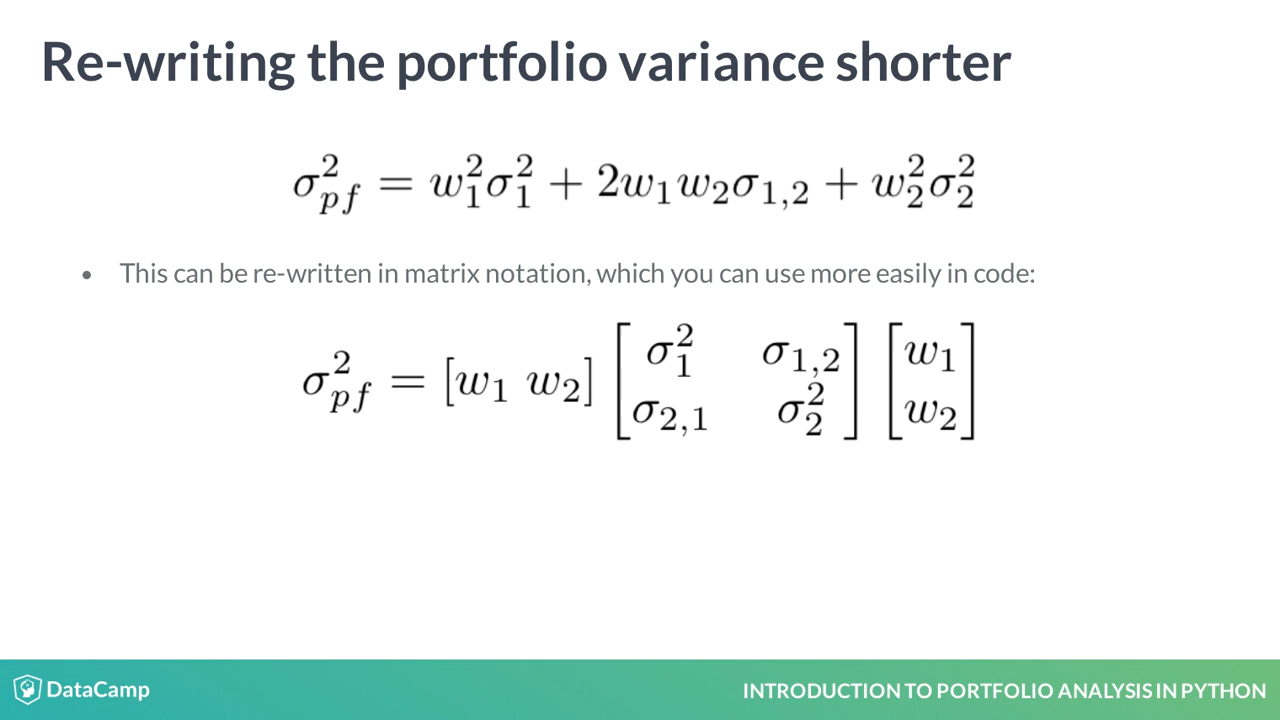 Re-writing the portfolio variance shorter
σ²_pf = w₁²σ₁² + 2w₁w₂σ₁,₂ + w₂²σ₂²
• This can be re-written in matrix notation, which you can use more easily in code:
σ²_pf = [w₁ w₂] [σ₁² σ₁,₂; σ₂,₁ σ₂²] [w₁; w₂]
DataCamp
INTRODUCTION TO PORTFOLIO ANALYSIS IN PYTHON